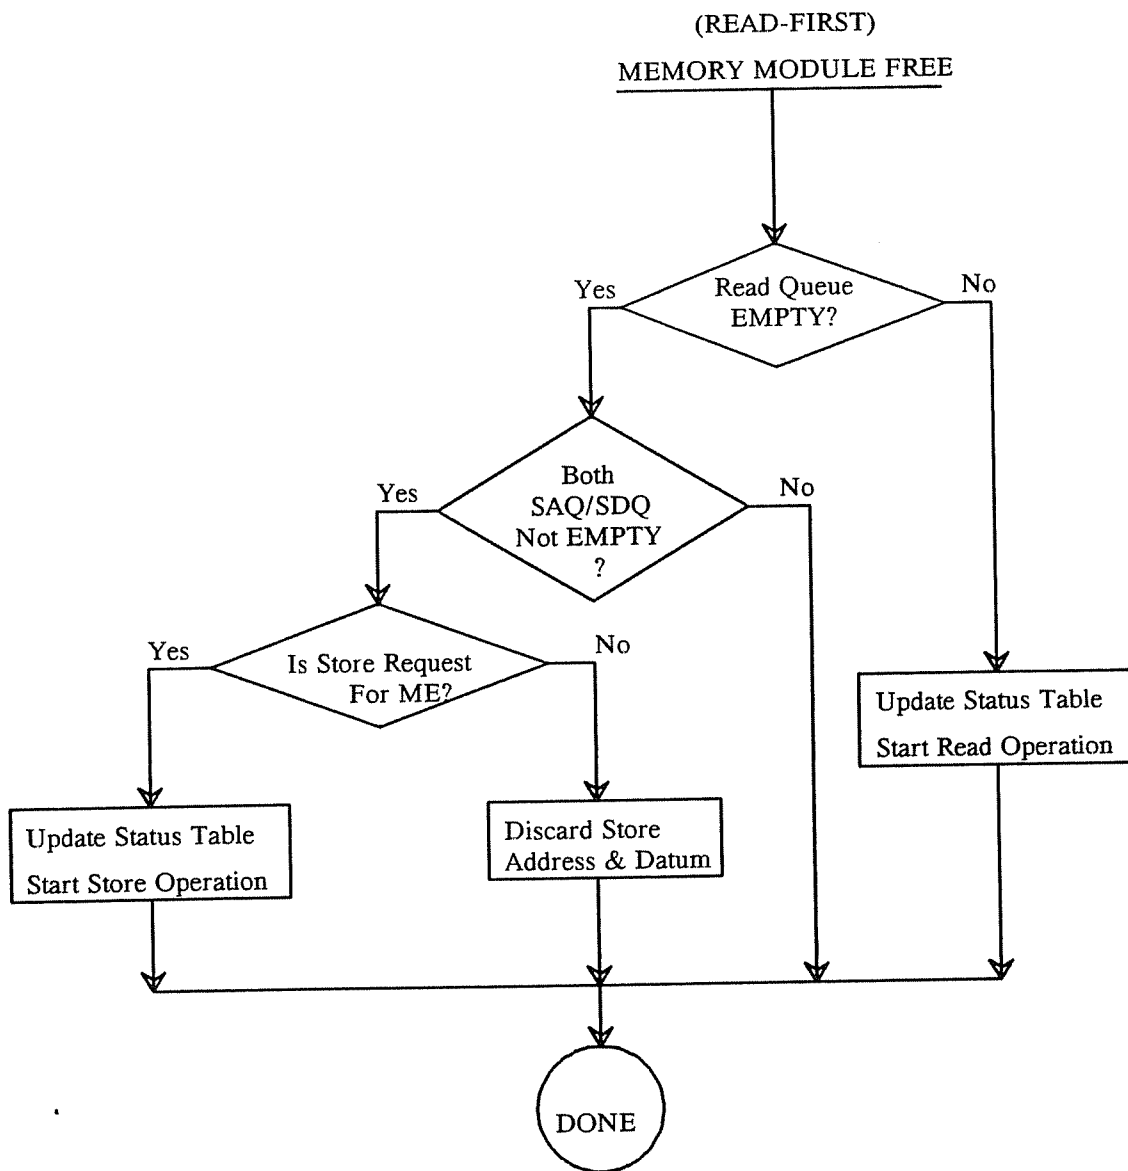 (READ-FIRST)
MEMORY MODULE FREE
Yes
Read Queue
EMPTY?
No
Yes
Both
SAQ/SDQ
Not EMPTY
?
No
Yes
Is Store Request
For ME?
No
Update Status Table
Start Read Operation
Update Status Table
Start Store Operation
Discard Store
Address & Datum
DONE